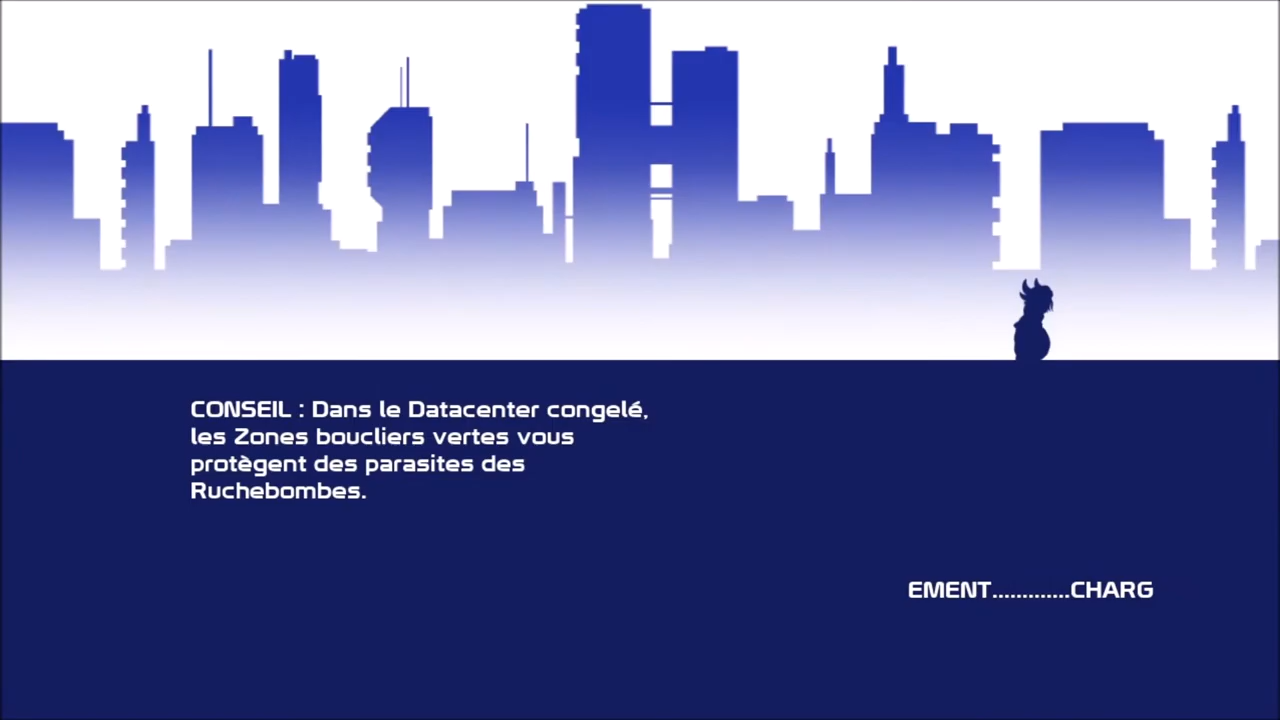 CONSEIL : Dans le Datacenter congelé,
les Zones boucliers vertes vous
protègent des parasites des
Ruchebombes.
EMENT.............CHARG